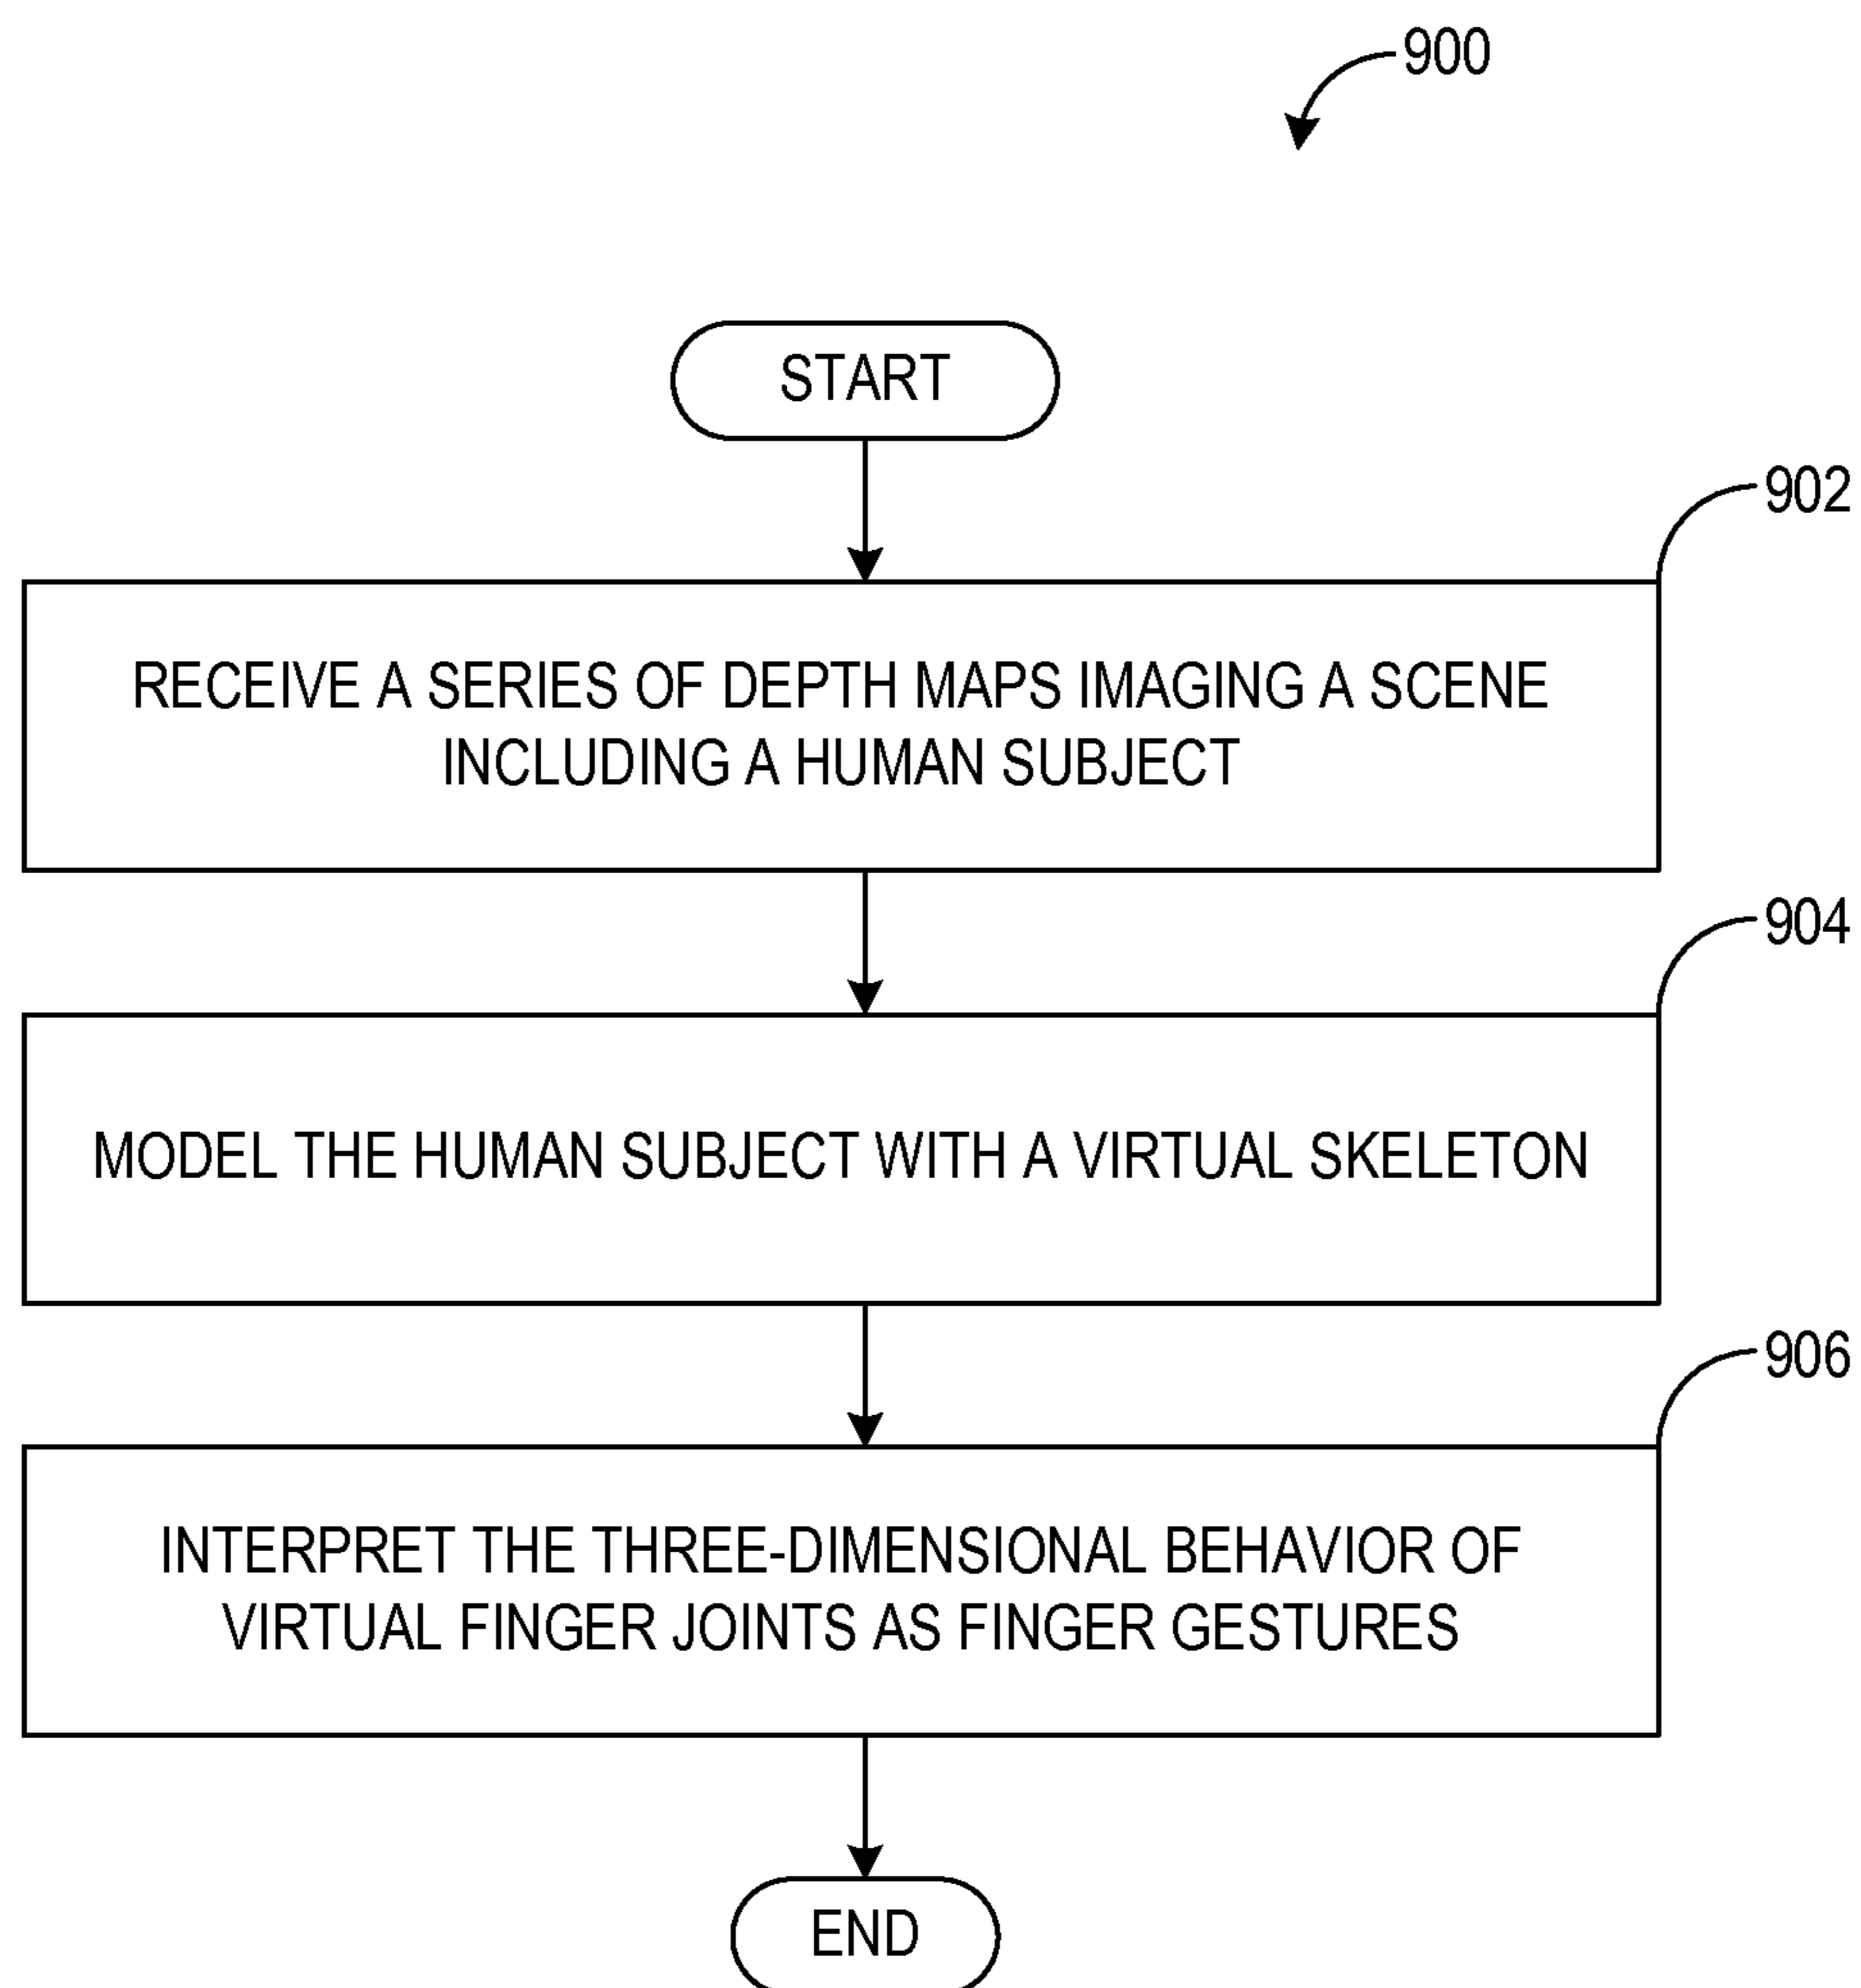 900
START
902
RECEIVE A SERIES OF DEPTH MAPS IMAGING A SCENE
INCLUDING A HUMAN SUBJECT
904
MODEL THE HUMAN SUBJECT WITH A VIRTUAL SKELETON
906
INTERPRET THE THREE-DIMENSIONAL BEHAVIOR OF
VIRTUAL FINGER JOINTS AS FINGER GESTURES
END